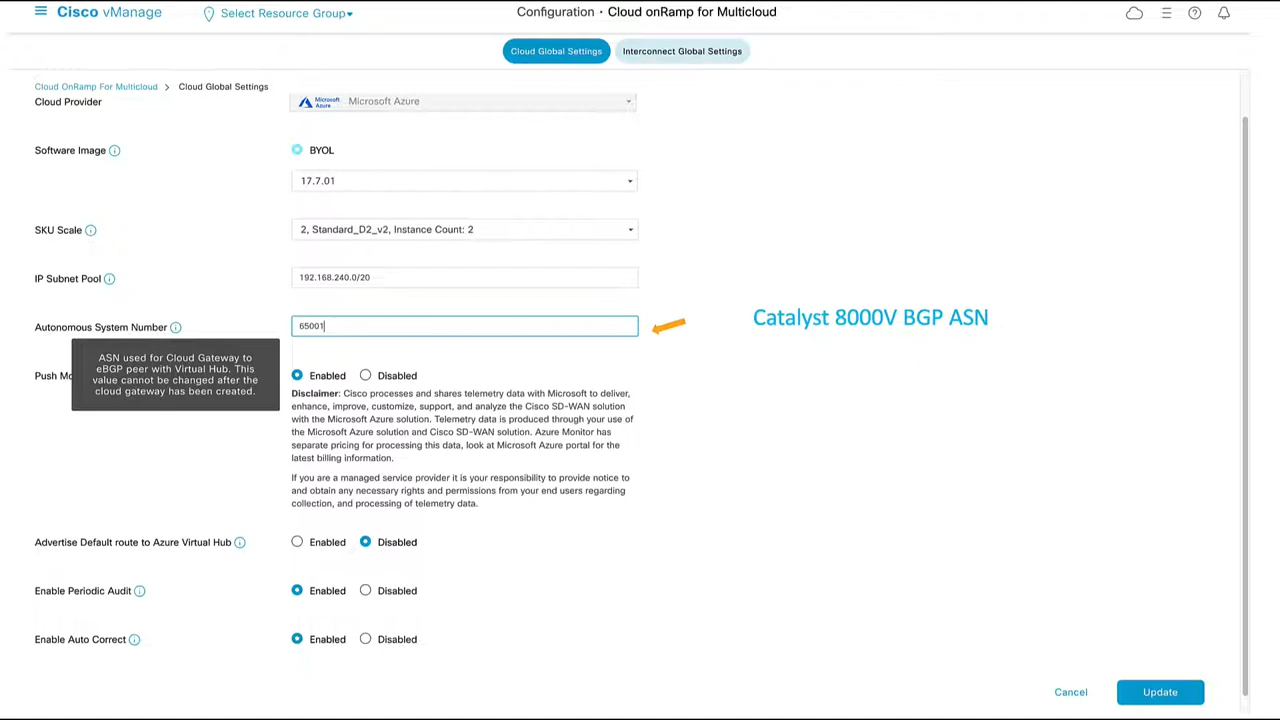 Cisco vManage
Select Resource Group
Configuration · Cloud onRamp for Multicloud
Cloud Global Settings
Interconnect Global Settings
Cloud OnRamp For Multicloud > Cloud Global Settings
Cloud Provider
Microsoft Azure
Microsoft Azure
Software Image
BYOL
17.7.01
SKU Scale
2, Standard_D2_v2, Instance Count: 2
IP Subnet Pool
192.168.240.0/20
Autonomous System Number
65001
Catalyst 8000V BGP ASN
ASN used for Cloud Gateway to
eBGP peer with Virtual Hub. This
value cannot be changed after the
cloud gateway has been created.
Push
Enabled
Disabled
Disclaimer: Cisco processes and shares telemetry data with Microsoft to deliver,
enhance, improve, customize, support, and analyze the Cisco SD-WAN solution
with the Microsoft Azure solution. Telemetry data is produced through your use of
the Microsoft Azure solution and Cisco SD-WAN solution. Azure Monitor has
separate pricing for processing this data, look at Microsoft Azure portal for the
latest billing information.
If you are a managed service provider it is your responsibility to provide notice to
and obtain any necessary rights and permissions from your end users regarding
collection, and processing of telemetry data.
Advertise Default route to Azure Virtual Hub
Enabled
Disabled
Enable Periodic Audit
Enabled
Disabled
Enable Auto Correct
Enabled
Disabled
Cancel
Update